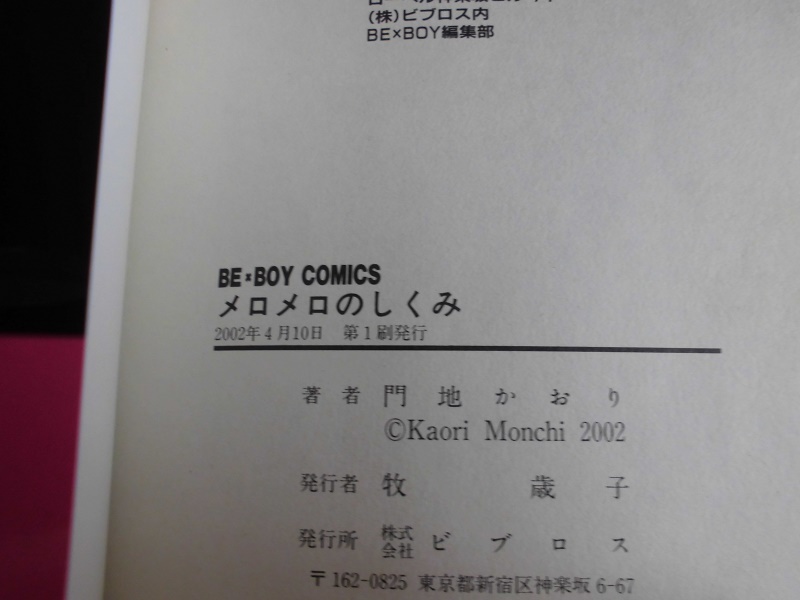 (株)ビブロス内
BE×BOY編集部
BE×BOY COMICS
メロメロのしくみ
2002年4月10日 第1刷発行
著者 門地かおり
©Kaori Monchi 2002
発行者 牧 歳子
発行所 株式会社 ビブロス
〒162-0825 東京都新宿区神楽坂6-67